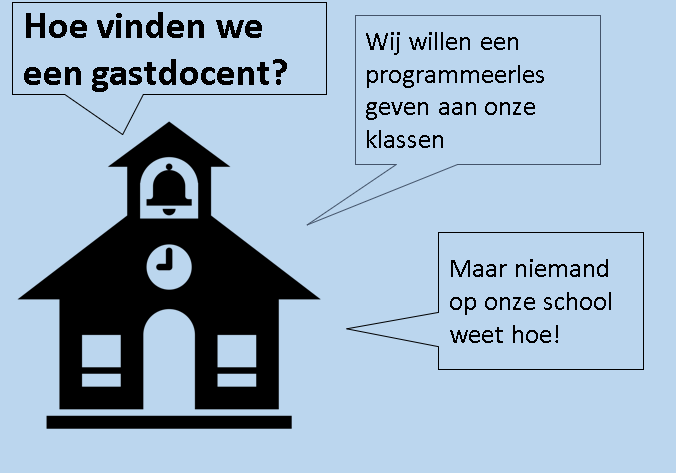 Hoe vinden we
een gastdocent?
Wij willen een
programmeerles
geven aan onze
klassen
Maar niemand
op onze school
weet hoe!